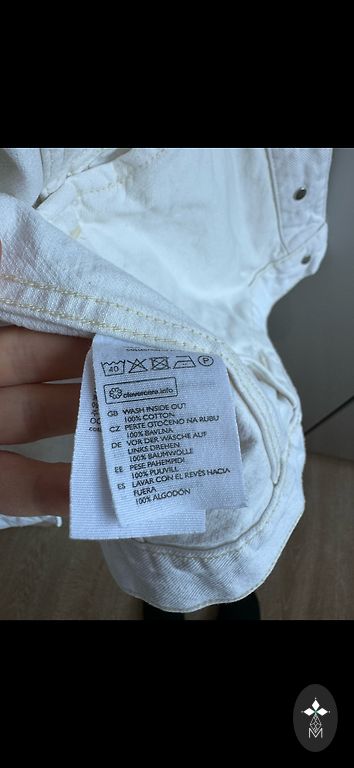 40
P
clevercare.info
GB WASH INSIDE OUT
100% COTTON
CZ PERTE OTOČENO NA RUBU
100% BAVLNA
DE VOR DER WÄSCHE AUF
LINKS DREHEN
100% BAUMWOLLE
EE PESE PAHEMPIDI
100% PUUVILL
ES LAVAR CON EL REVÉS HACIA
FUERA
100% ALGODÓN
M